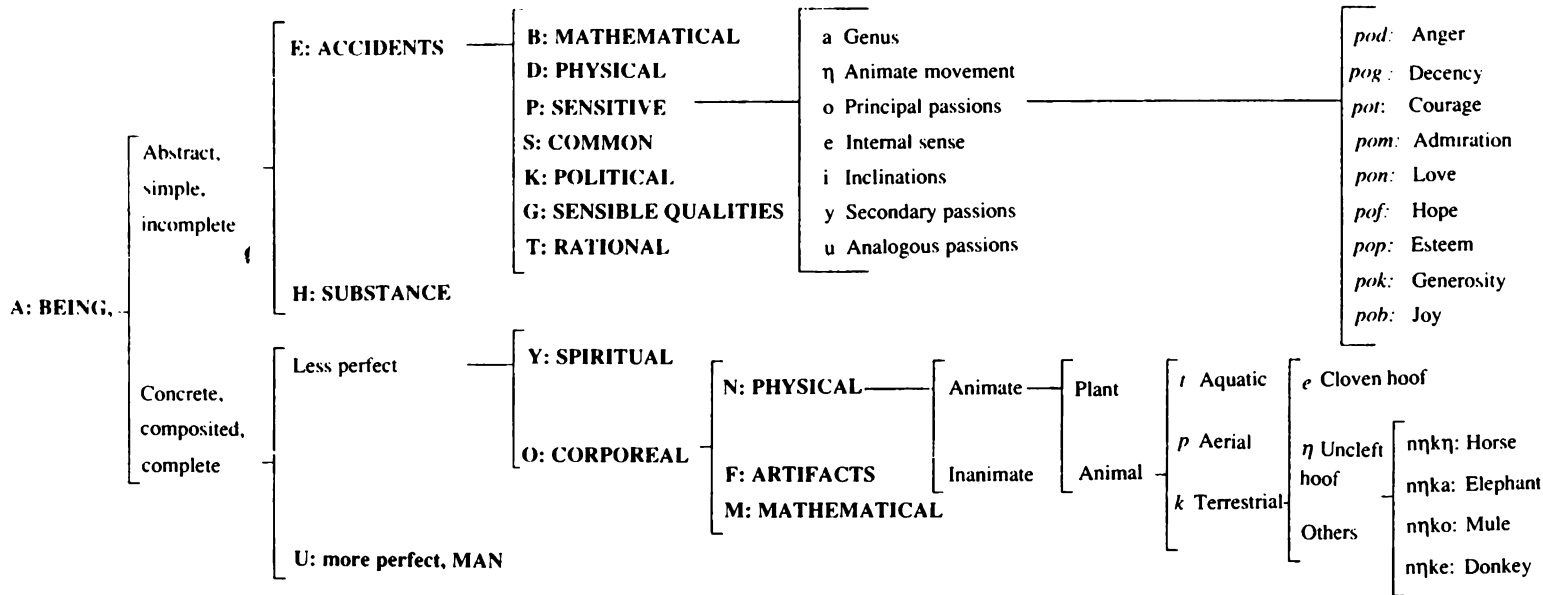 A: BEING,
Abstract,
simple,
incomplete
Concrete,
composited,
complete
E: ACCIDENTS
H: SUBSTANCE
Less perfect
U: more perfect, MAN
B: MATHEMATICAL
D: PHYSICAL
P: SENSITIVE
S: COMMON
K: POLITICAL
G: SENSIBLE QUALITIES
T: RATIONAL
Y: SPIRITUAL
O: CORPOREAL
a Genus
η Animate movement
o Principal passions
e Internal sense
i Inclinations
y Secondary passions
u Analogous passions
pod: Anger
pog: Decency
pot: Courage
pom: Admiration
pon: Love
pof: Hope
pop: Esteem
pok: Generosity
pob: Joy
N: PHYSICAL
F: ARTIFACTS
M: MATHEMATICAL
Animate
Inanimate
Plant
Animal
t Aquatic
p Aerial
k Terrestrial
e Cloven hoof
η Uncleft
hoof
Others
nηkη: Horse
nηka: Elephant
nηko: Mule
nηke: Donkey